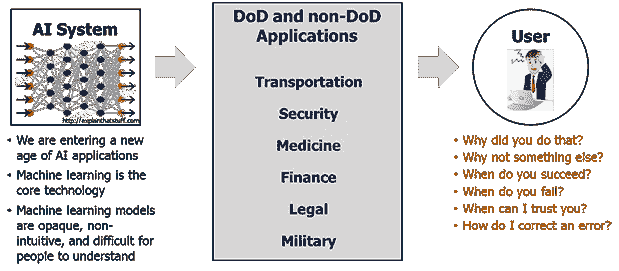 AI System
http://explainthatstuff.com
• We are entering a new
age of AI applications
• Machine learning is the
core technology
• Machine learning models
are opaque, non-
intuitive, and difficult for
people to understand
DoD and non-DoD
Applications
Transportation
Security
Medicine
Finance
Legal
Military
User
• Why did you do that?
• Why not something else?
• When do you succeed?
• When do you fail?
• When can I trust you?
• How do I correct an error?